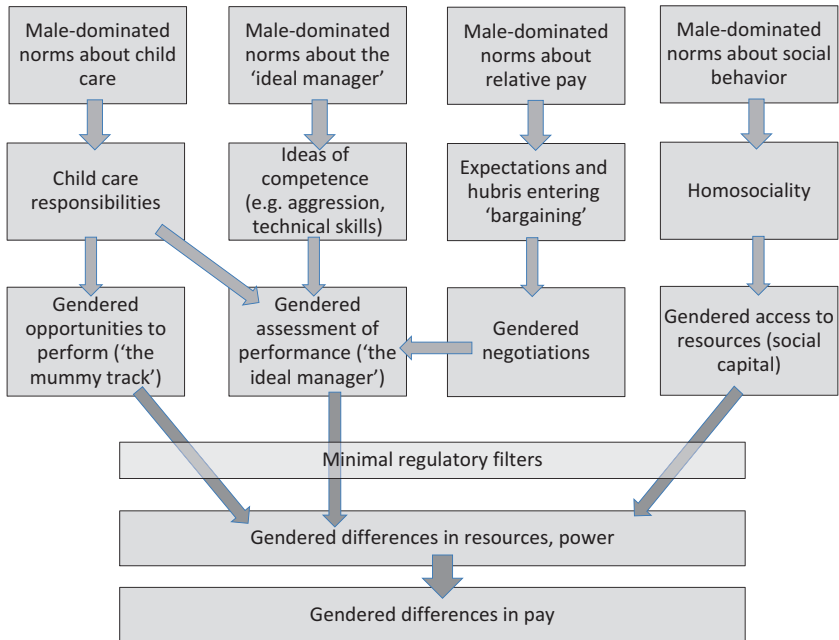 Male-dominated
norms about child
care
Male-dominated
norms about the
‘ideal manager’
Male-dominated
norms about
relative pay
Male-dominated
norms about social
behavior
Child care
responsibilities
Ideas of
competence
(e.g. aggression,
technical skills)
Expectations and
hubris entering
‘bargaining’
Homosociality
Gendered
opportunities to
perform (‘the
mummy track’)
Gendered
assessment of
performance (‘the
ideal manager’)
Gendered
negotiations
Gendered access to
resources (social
capital)
Minimal regulatory filters
Gendered differences in resources, power
Gendered differences in pay